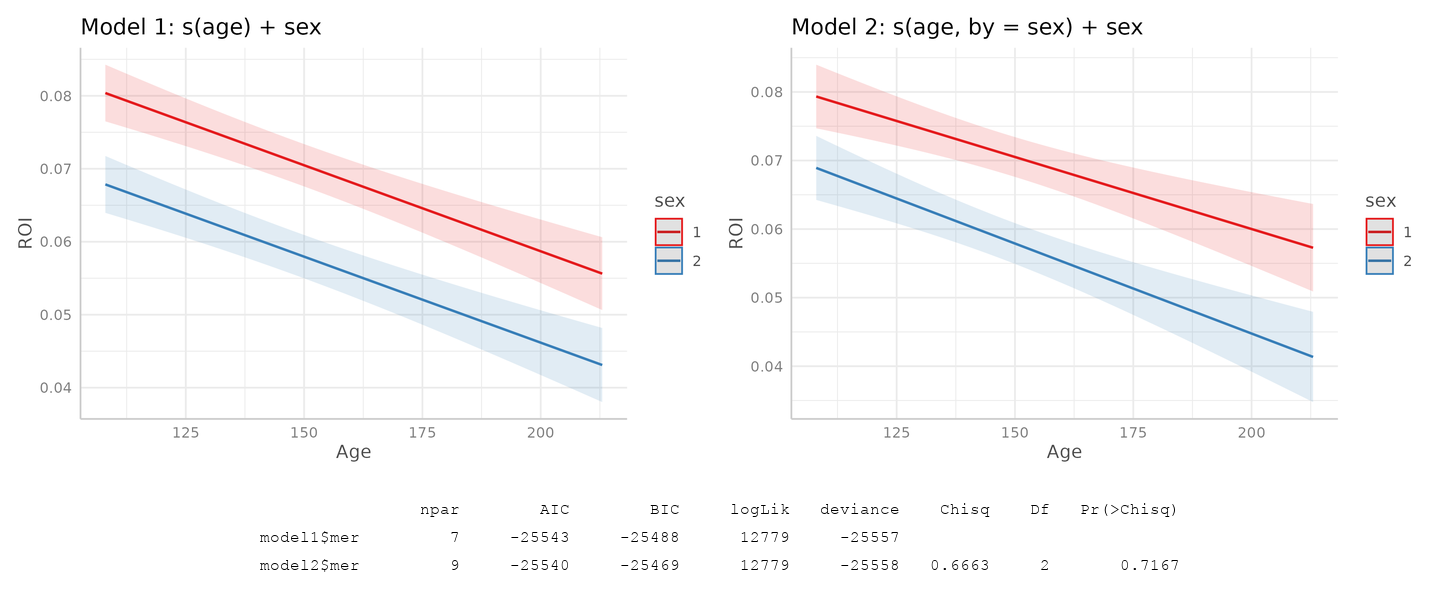 Model 1: s(age) + sex
0.08
0.07
0.06
0.05
0.04
ROI
125 150 175 200
Age
sex
1
2
Model 2: s(age, by = sex) + sex
0.08
0.07
0.06
0.05
0.04
ROI
125 150 175 200
Age
sex
1
2
npar AIC BIC logLik deviance Chisq Df Pr(>Chisq)
model1$mer 7 -25543 -25488 12779 -25557
model2$mer 9 -25540 -25469 12779 -25558 0.6663 2 0.7167